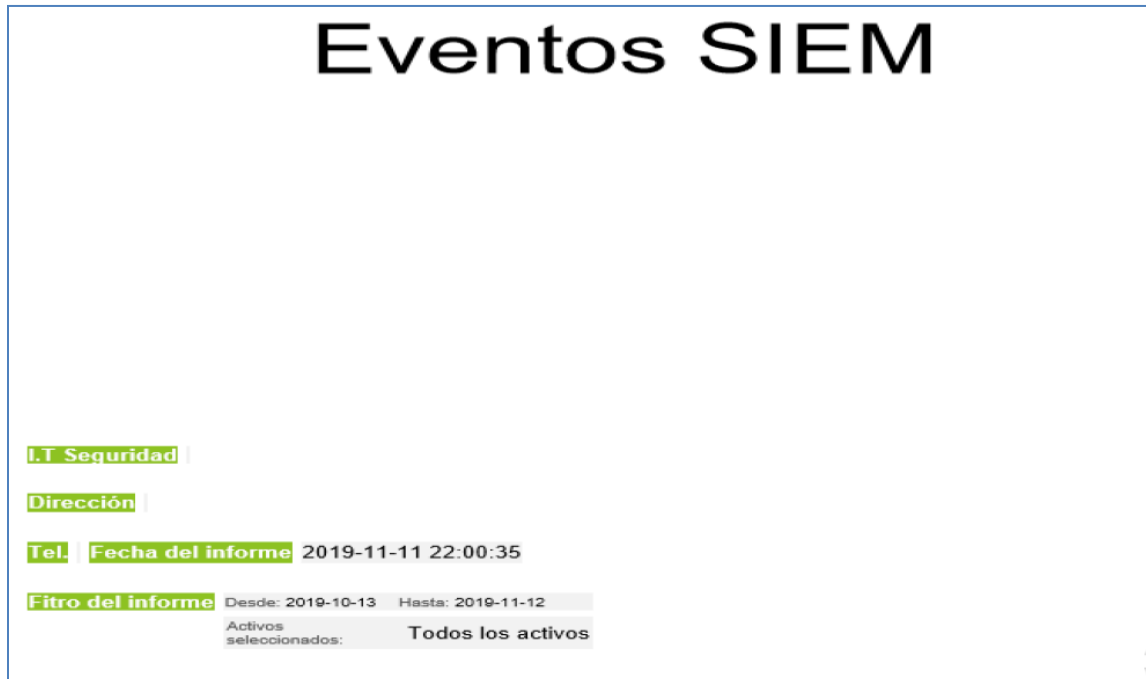 Eventos SIEM
I.T Seguridad
Dirección
Tel. Fecha del informe 2019-11-11 22:00:35
Fitro del informe Desde: 2019-10-13 Hasta: 2019-11-12
Activos seleccionados: Todos los activos